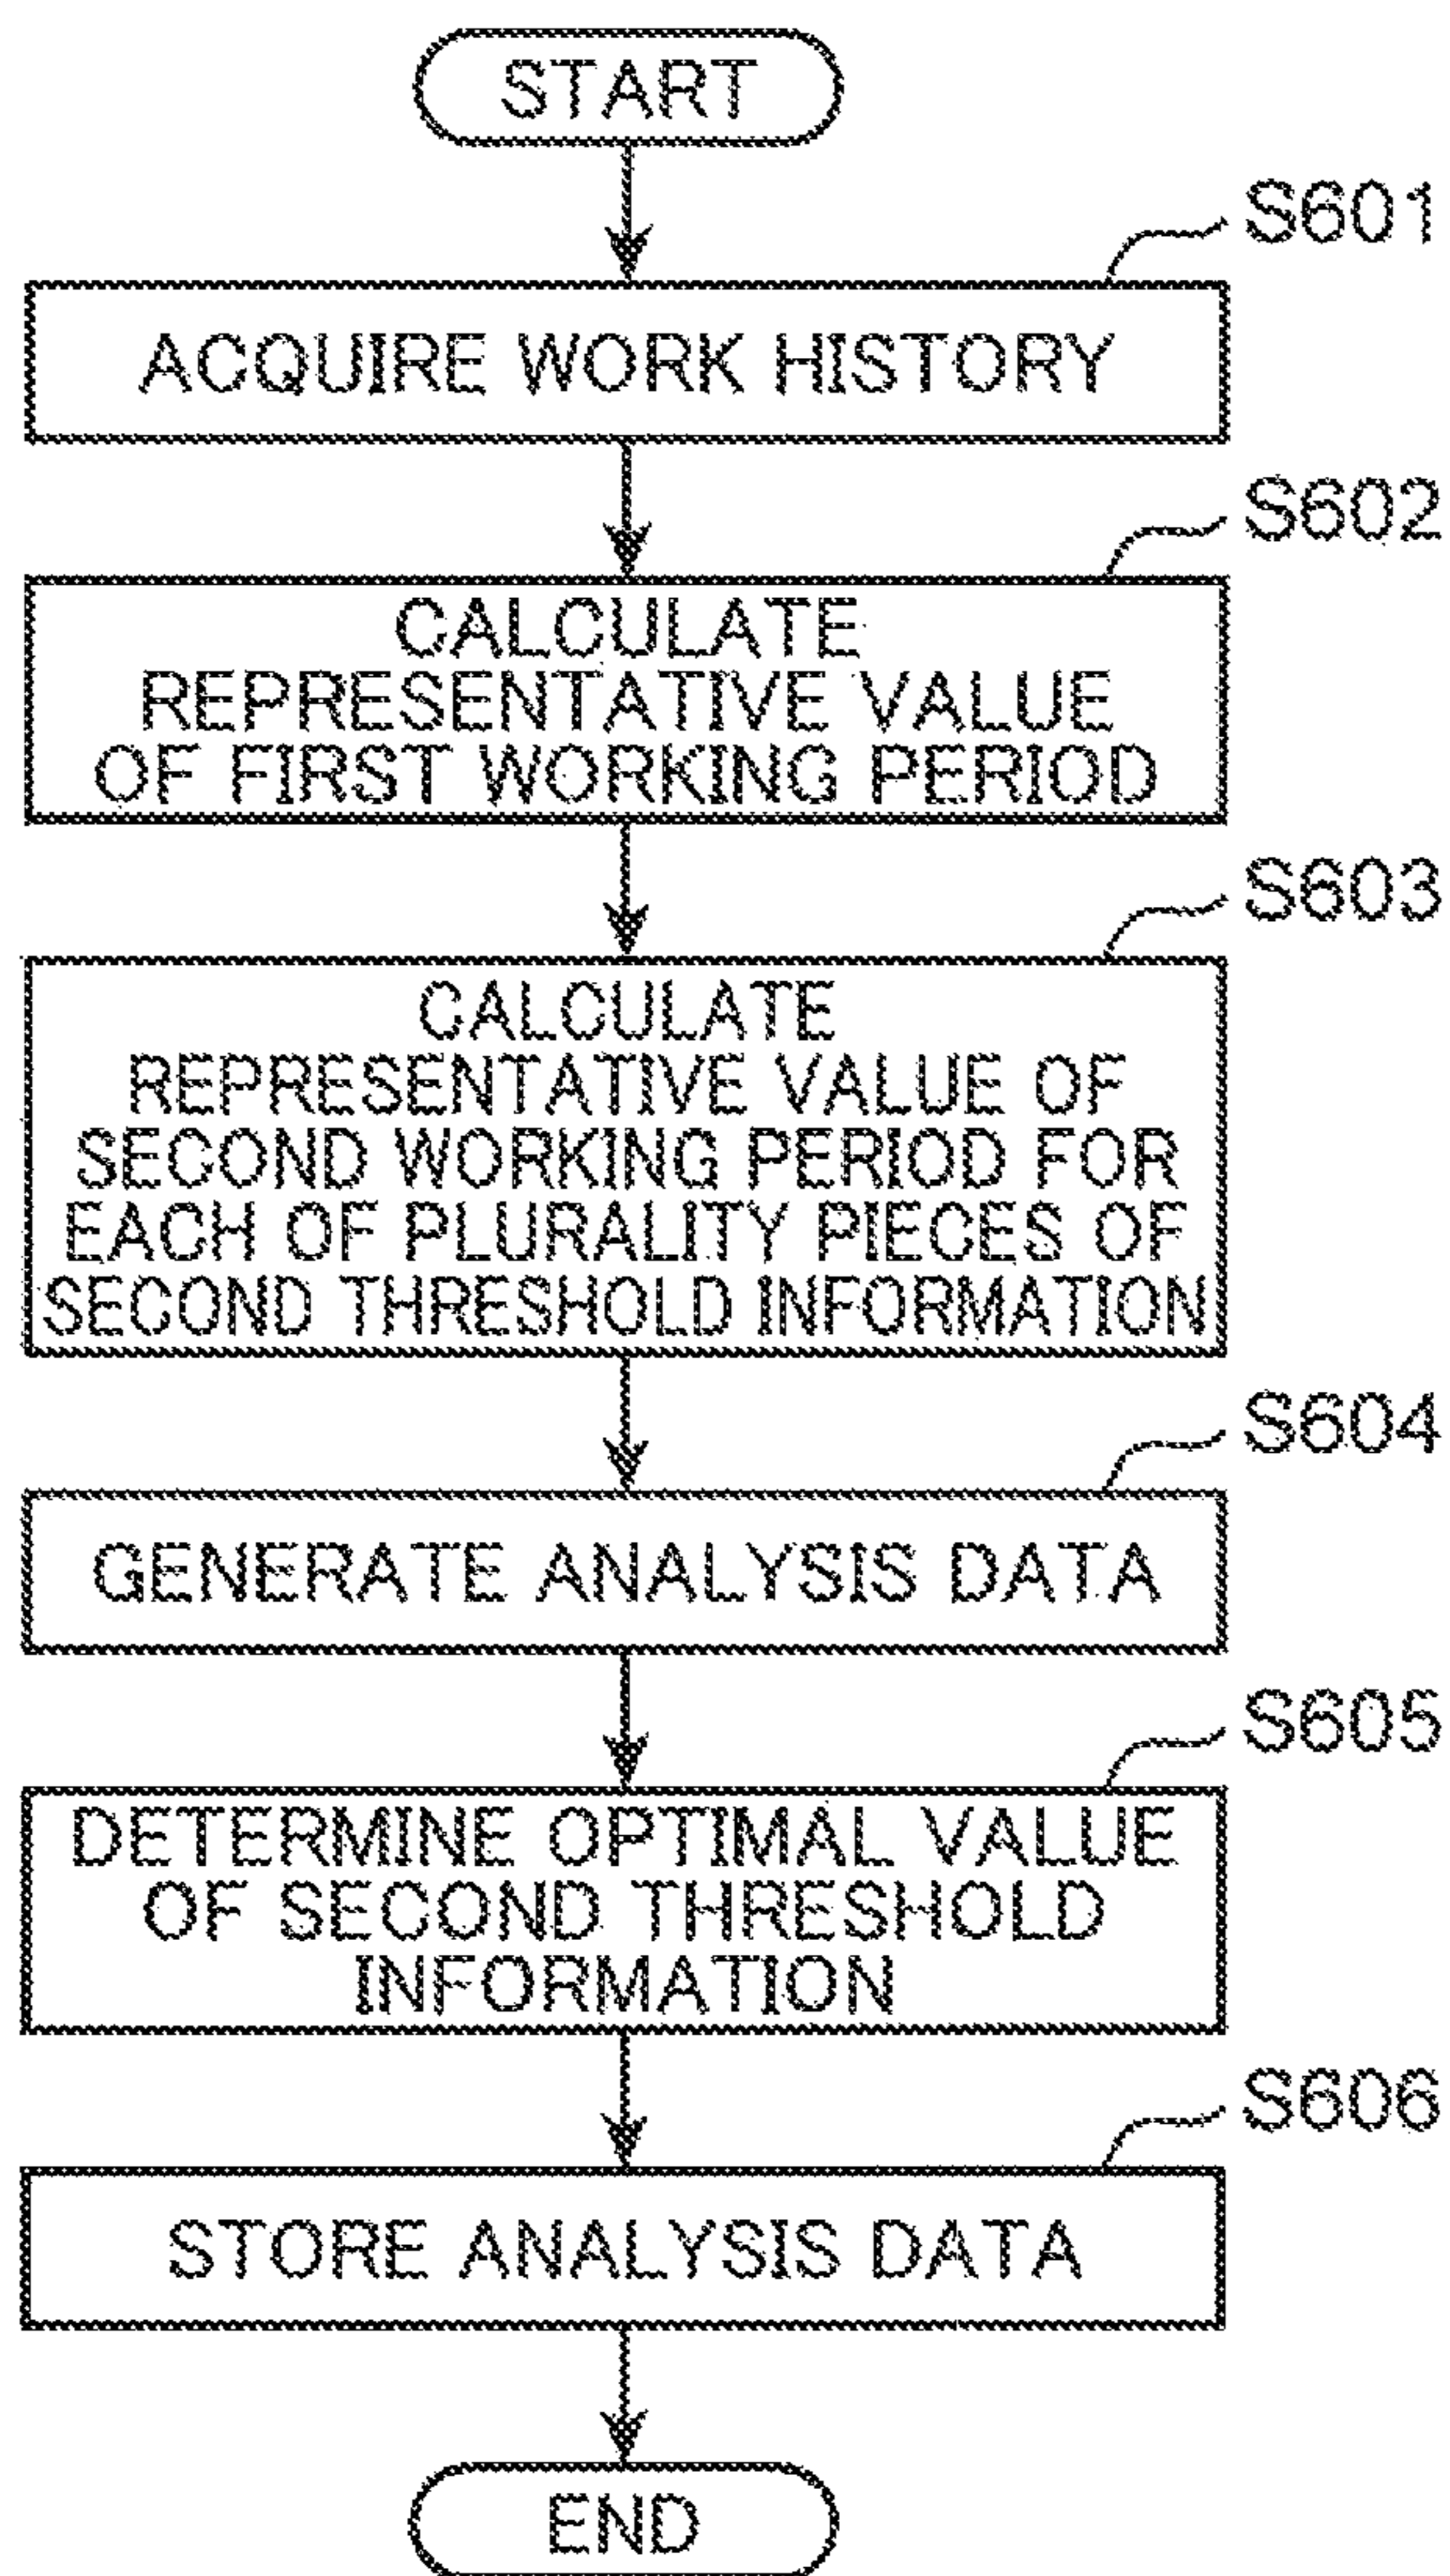 START
S601
ACQUIRE WORK HISTORY
S602
CALCULATE
REPRESENTATIVE VALUE
OF FIRST WORKING PERIOD
S603
CALCULATE
REPRESENTATIVE VALUE OF
SECOND WORKING PERIOD FOR
EACH OF PLURALITY PIECES OF
SECOND THRESHOLD INFORMATION
S604
GENERATE ANALYSIS DATA
S605
DETERMINE OPTIMAL VALUE
OF SECOND THRESHOLD
INFORMATION
S606
STORE ANALYSIS DATA
END